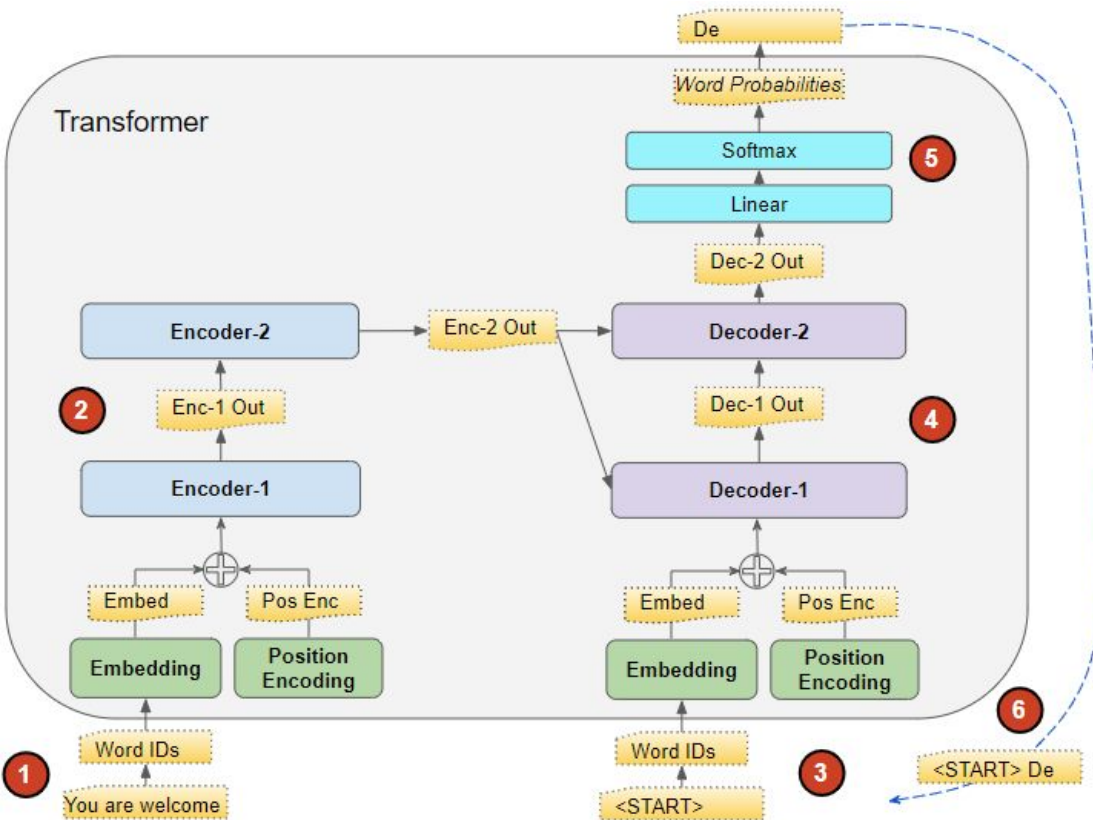 De
Word Probabilities
Transformer
Softmax
5
Linear
Dec-2 Out
Encoder-2
Enc-2 Out
Decoder-2
2
Enc-1 Out
Dec-1 Out
4
Encoder-1
Decoder-1
Embed
Pos Enc
Embed
Pos Enc
Embedding
Position
Encoding
Embedding
Position
Encoding
6
1
Word IDs
Word IDs
3
<START> De
You are welcome
<START>